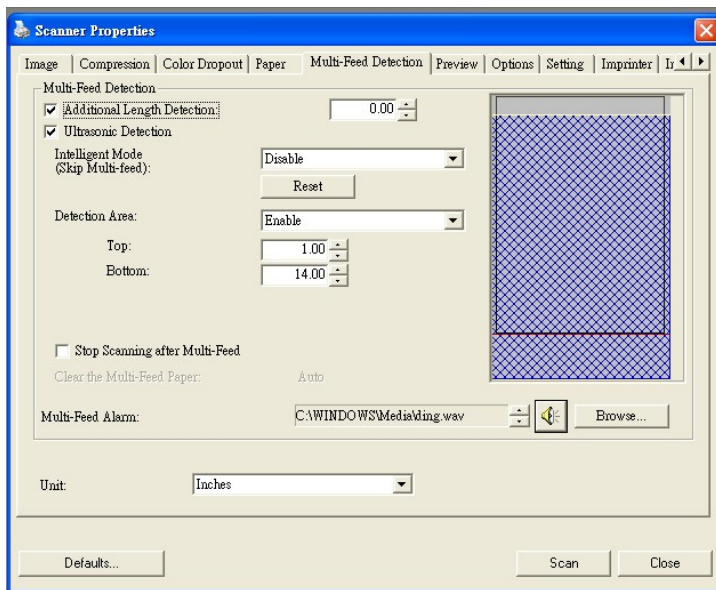 Scanner Properties
Image Compression Color Dropout Paper Multi-Feed Detection Preview Options Setting Imprinter
Multi-Feed Detection
Additional Length Detection: 0.00
Ultrasonic Detection
Intelligent Mode
(Skip Multi-feed): Disable
Reset
Detection Area: Enable
Top: 1.00
Bottom: 14.00
Stop Scanning after Multi-Feed
Clear the Multi-Feed Paper: Auto
Multi-Feed Alarm: C:\WINDOWS\Media\ding.wav Browse...
Unit: Inches
Defaults... Scan Close